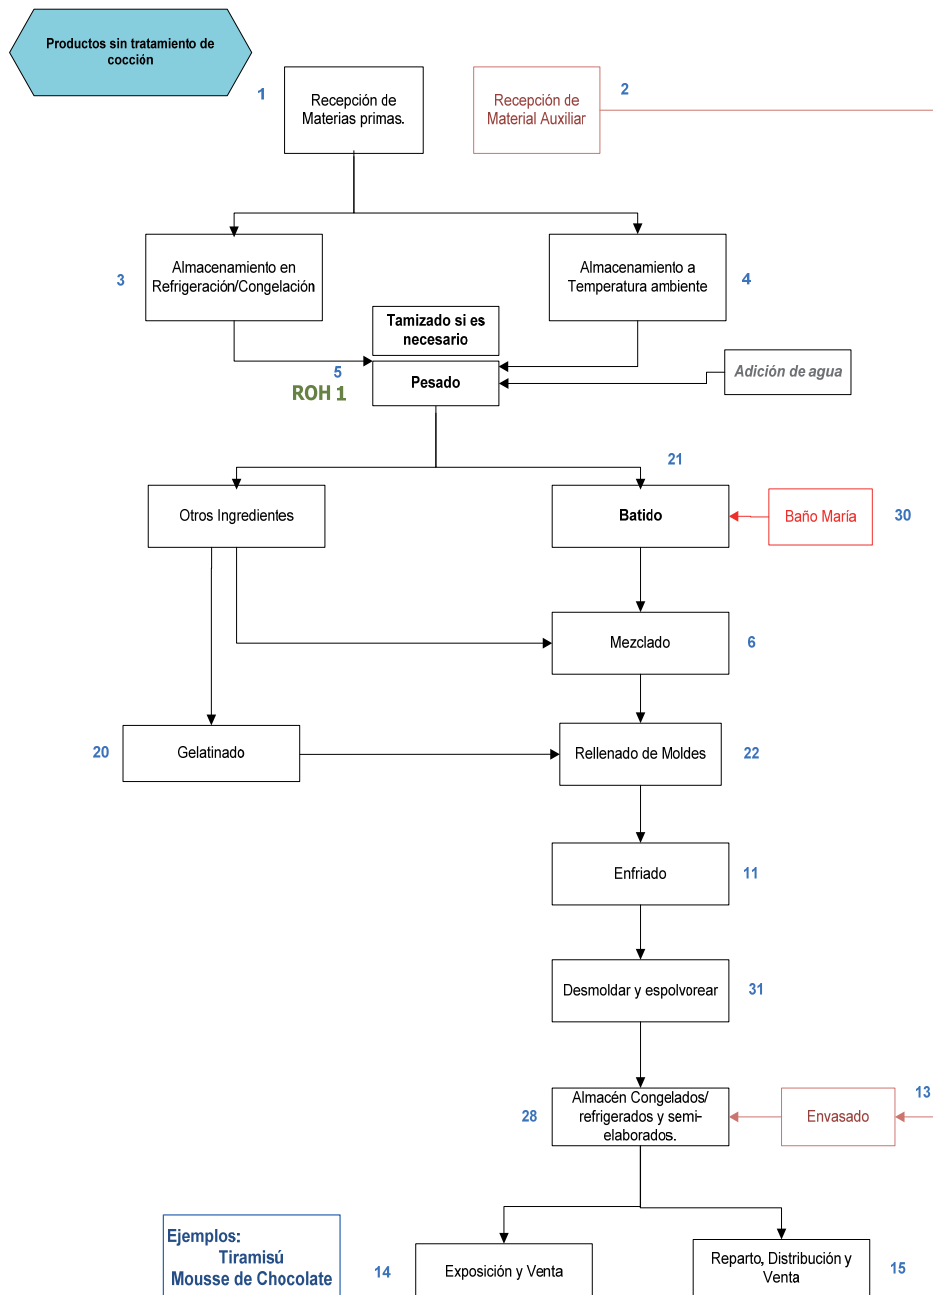 Productos sin tratamiento de
cocción
1
Recepción de
Materias primas.
Recepción de
Material Auxiliar
2
3
Almacenamiento en
Refrigeración/Congelación
Almacenamiento a
Temperatura ambiente
4
Tamizado si es
necesario
5
ROH 1
Pesado
Adición de agua
21
Otros Ingredientes
Batido
Baño María
30
Mezclado
6
20
Gelatinado
Rellenado de Moldes
22
Enfriado
11
Desmoldar y espolvorear
31
28
Almacén Congelados/
refrigerados y semi-
elaborados.
Envasado
13
Ejemplos:
Tiramisú
Mousse de Chocolate
14
Exposición y Venta
Reparto, Distribución y
Venta
15